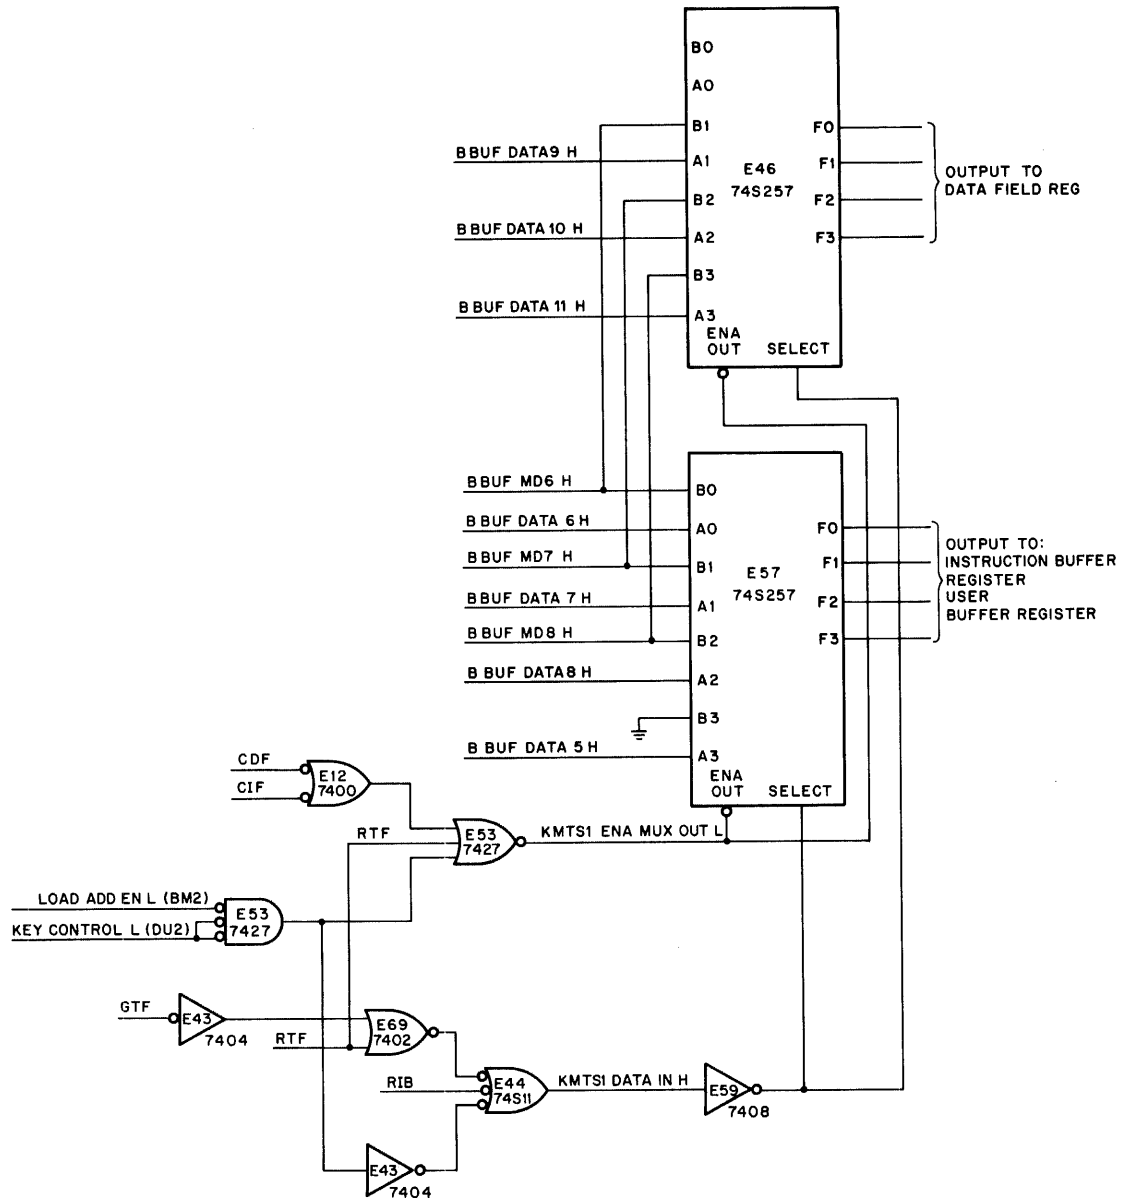 B0
A0
B1
F0
B BUF DATA9 H
A1
E46
F1
OUTPUT TO
74S257
DATA FIELD REG
B2
F2
B BUF DATA 10 H
A2
F3
B3
B BUF DATA 11 H
A3
ENA
OUT
SELECT
B BUF MD6 H
B0
B BUF DATA 6 H
A0
F0
OUTPUT TO:
B BUF MD7 H
B1
E57
F1
INSTRUCTION BUFFER
REGISTER
74S257
B BUF DATA 7 H
A1
F2
USER
BUFFER REGISTER
B BUF MD8 H
B2
F3
B BUF DATA8 H
A2
B3
B BUF DATA 5 H
A3
CDF
E12
7400
CIF
ENA
OUT
SELECT
RTF
E53
7427
KMTS1 ENA MUX OUT L
LOAD ADD EN L (BM2)
E53
7427
KEY CONTROL L (DU2)
GTF
E43
7404
E69
7402
RTF
RIB
E44
74S11
KMTS1 DATA IN H
E59
7408
E43
7404